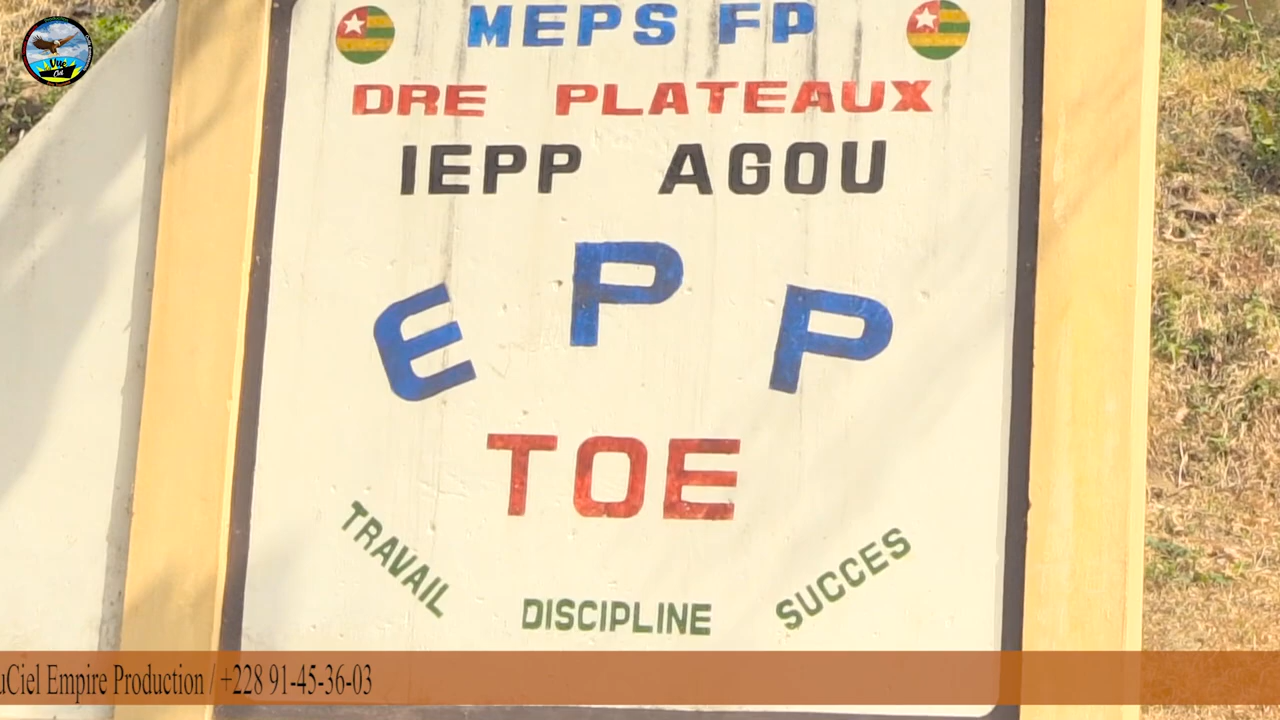 MEPS FP
DRE PLATEAUX
IEPP AGOU
EPP
TOE
TRAVAIL
DISCIPLINE
SUCCES
uCiel Empire Production / +228 91-45-36-03